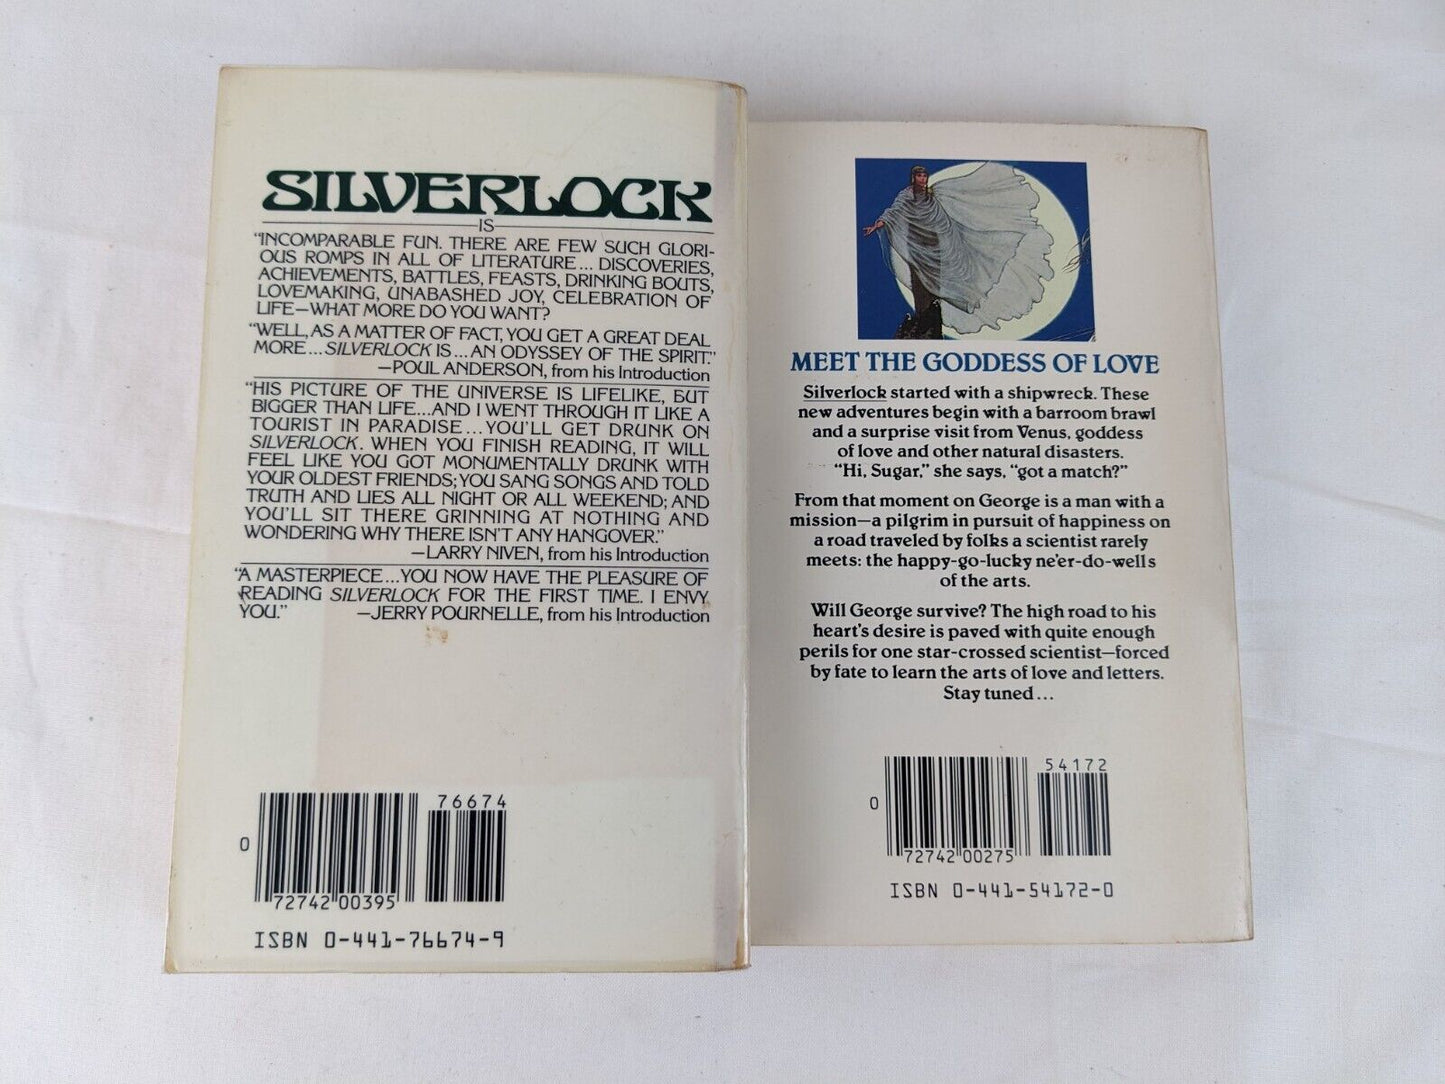 SILVERLOCK
IS
"INCOMPARABLE FUN. THERE ARE FEW SUCH GLORI-
OUS ROMPS IN ALL OF LITERATURE... DISCOVERIES,
ACHIEVEMENTS, BATTLES, FEASTS, DRINKING BOUTS,
LOVEMAKING, UNABASHED JOY, CELEBRATION OF
LIFE—WHAT MORE DO YOU WANT?
"WELL, AS A MATTER OF FACT, YOU GET A GREAT DEAL
MORE...SILVERLOCK IS...AN ODYSSEY OF THE SPIRIT."
—POUL ANDERSON, from his Introduction
"HIS PICTURE OF THE UNIVERSE IS LIFELIKE, BUT
BIGGER THAN LIFE...AND I WENT THROUGH IT LIKE A
TOURIST IN PARADISE...YOU'LL GET DRUNK ON
SILVERLOCK. WHEN YOU FINISH READING, IT WILL
FEEL LIKE YOU GOT MONUMENTALLY DRUNK WITH
YOUR OLDEST FRIENDS; YOU SANG SONGS AND TOLD
TRUTH AND LIES ALL NIGHT OR ALL WEEKEND; AND
YOU'LL SIT THERE GRINNING AT NOTHING AND
WONDERING WHY THERE ISN'T ANY HANGOVER."
—LARRY NIVEN, from his Introduction
"A MASTERPIECE...YOU NOW HAVE THE PLEASURE OF
READING SILVERLOCK FOR THE FIRST TIME. I ENVY
YOU." —JERRY POURNELLE, from his Introduction
76674
0
72742 00395
ISBN 0-441-76674-9
MEET THE GODDESS OF LOVE
Silverlock started with a shipwreck. These
new adventures begin with a barroom brawl
and a surprise visit from Venus, goddess
of love and other natural disasters.
"Hi, Sugar," she says, "got a match?"
From that moment on George is a man with a
mission—a pilgrim in pursuit of happiness on
a road traveled by folks a scientist rarely
meets: the happy-go-lucky ne'er-do-wells
of the arts.
Will George survive? The high road to his
heart's desire is paved with quite enough
perils for one star-crossed scientist—forced
by fate to learn the arts of love and letters.
Stay tuned...
54172
0
72742 00275
ISBN 0-441-54172-0